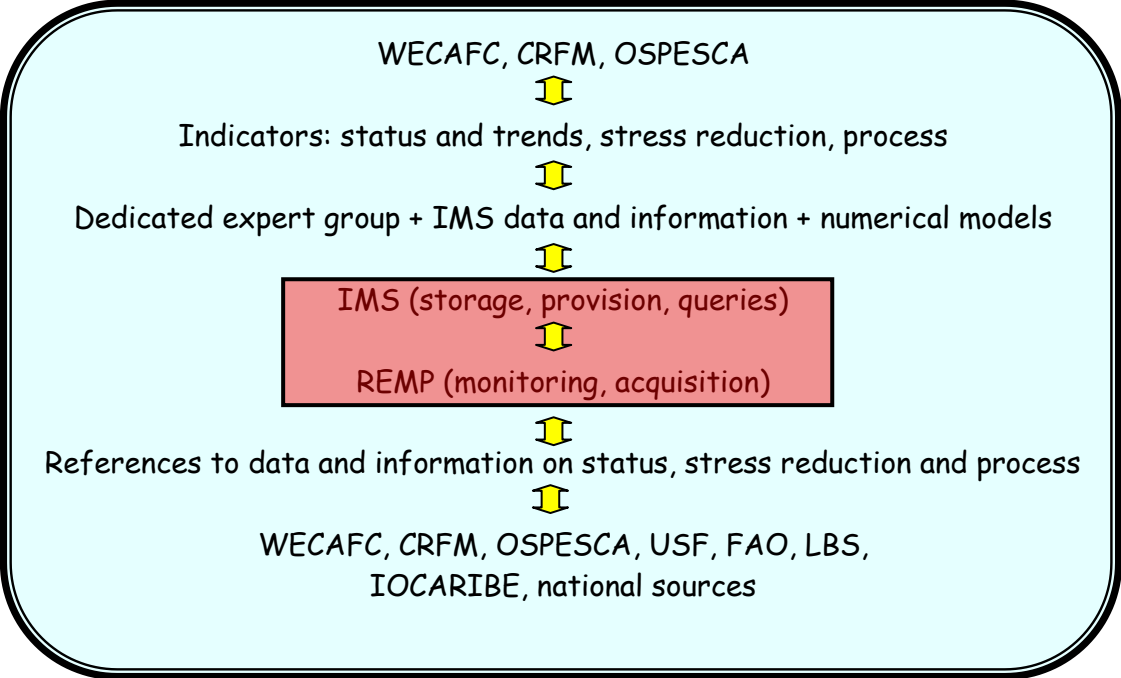 WECAFC, CRFM, OSPESCA
Indicators: status and trends, stress reduction, process
Dedicated expert group + IMS data and information + numerical models
IMS (storage, provision, queries)
REMP (monitoring, acquisition)
References to data and information on status, stress reduction and process
WECAFC, CRFM, OSPESCA, USF, FAO, LBS,
IOCARIBE, national sources